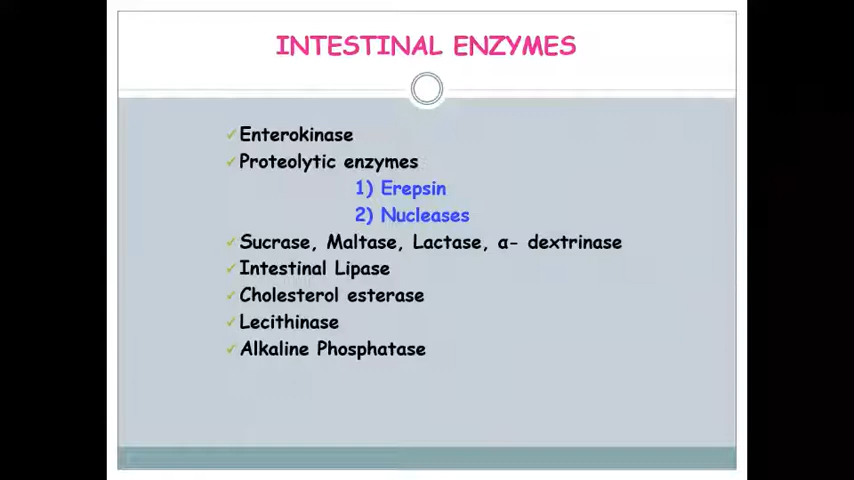 INTESTINAL ENZYMES
✓Enterokinase
✓Proteolytic enzymes
1) Erepsin
2) Nucleases
✓Sucrase, Maltase, Lactase, α- dextrinase
✓Intestinal Lipase
✓Cholesterol esterase
✓Lecithinase
✓Alkaline Phosphatase